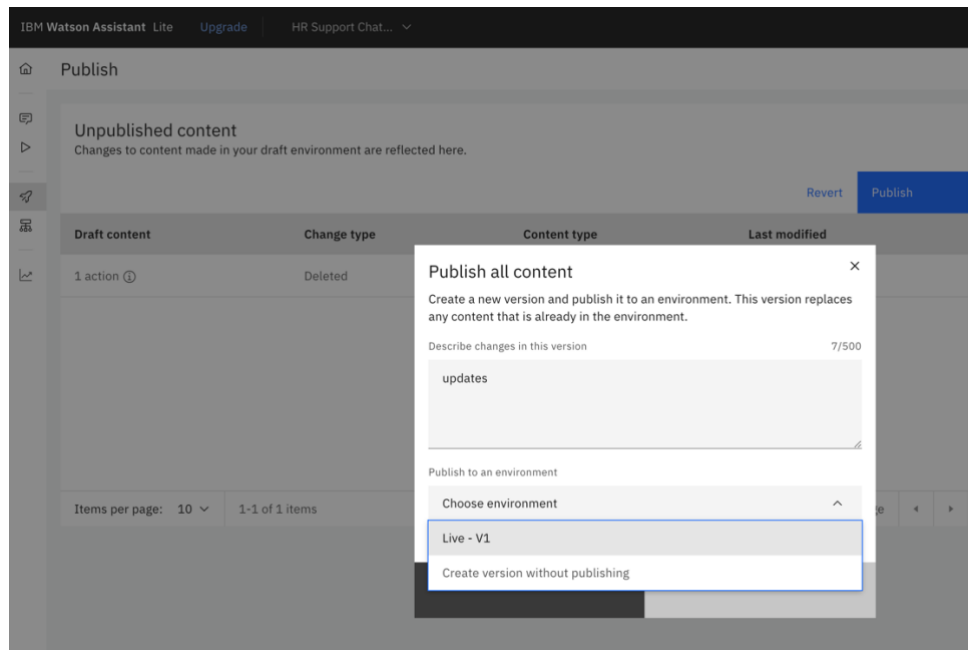 IBM Watson Assistant Lite Upgrade HR Support Chat...
Publish
Unpublished content
Changes to content made in your draft environment are reflected here.
Revert Publish
Draft content Change type Content type Last modified
1 action Deleted
Publish all content
Create a new version and publish it to an environment. This version replaces
any content that is already in the environment.
Describe changes in this version 7/500
updates
Publish to an environment
Choose environment
Live - V1
Create version without publishing
Items per page: 10 1-1 of 1 items